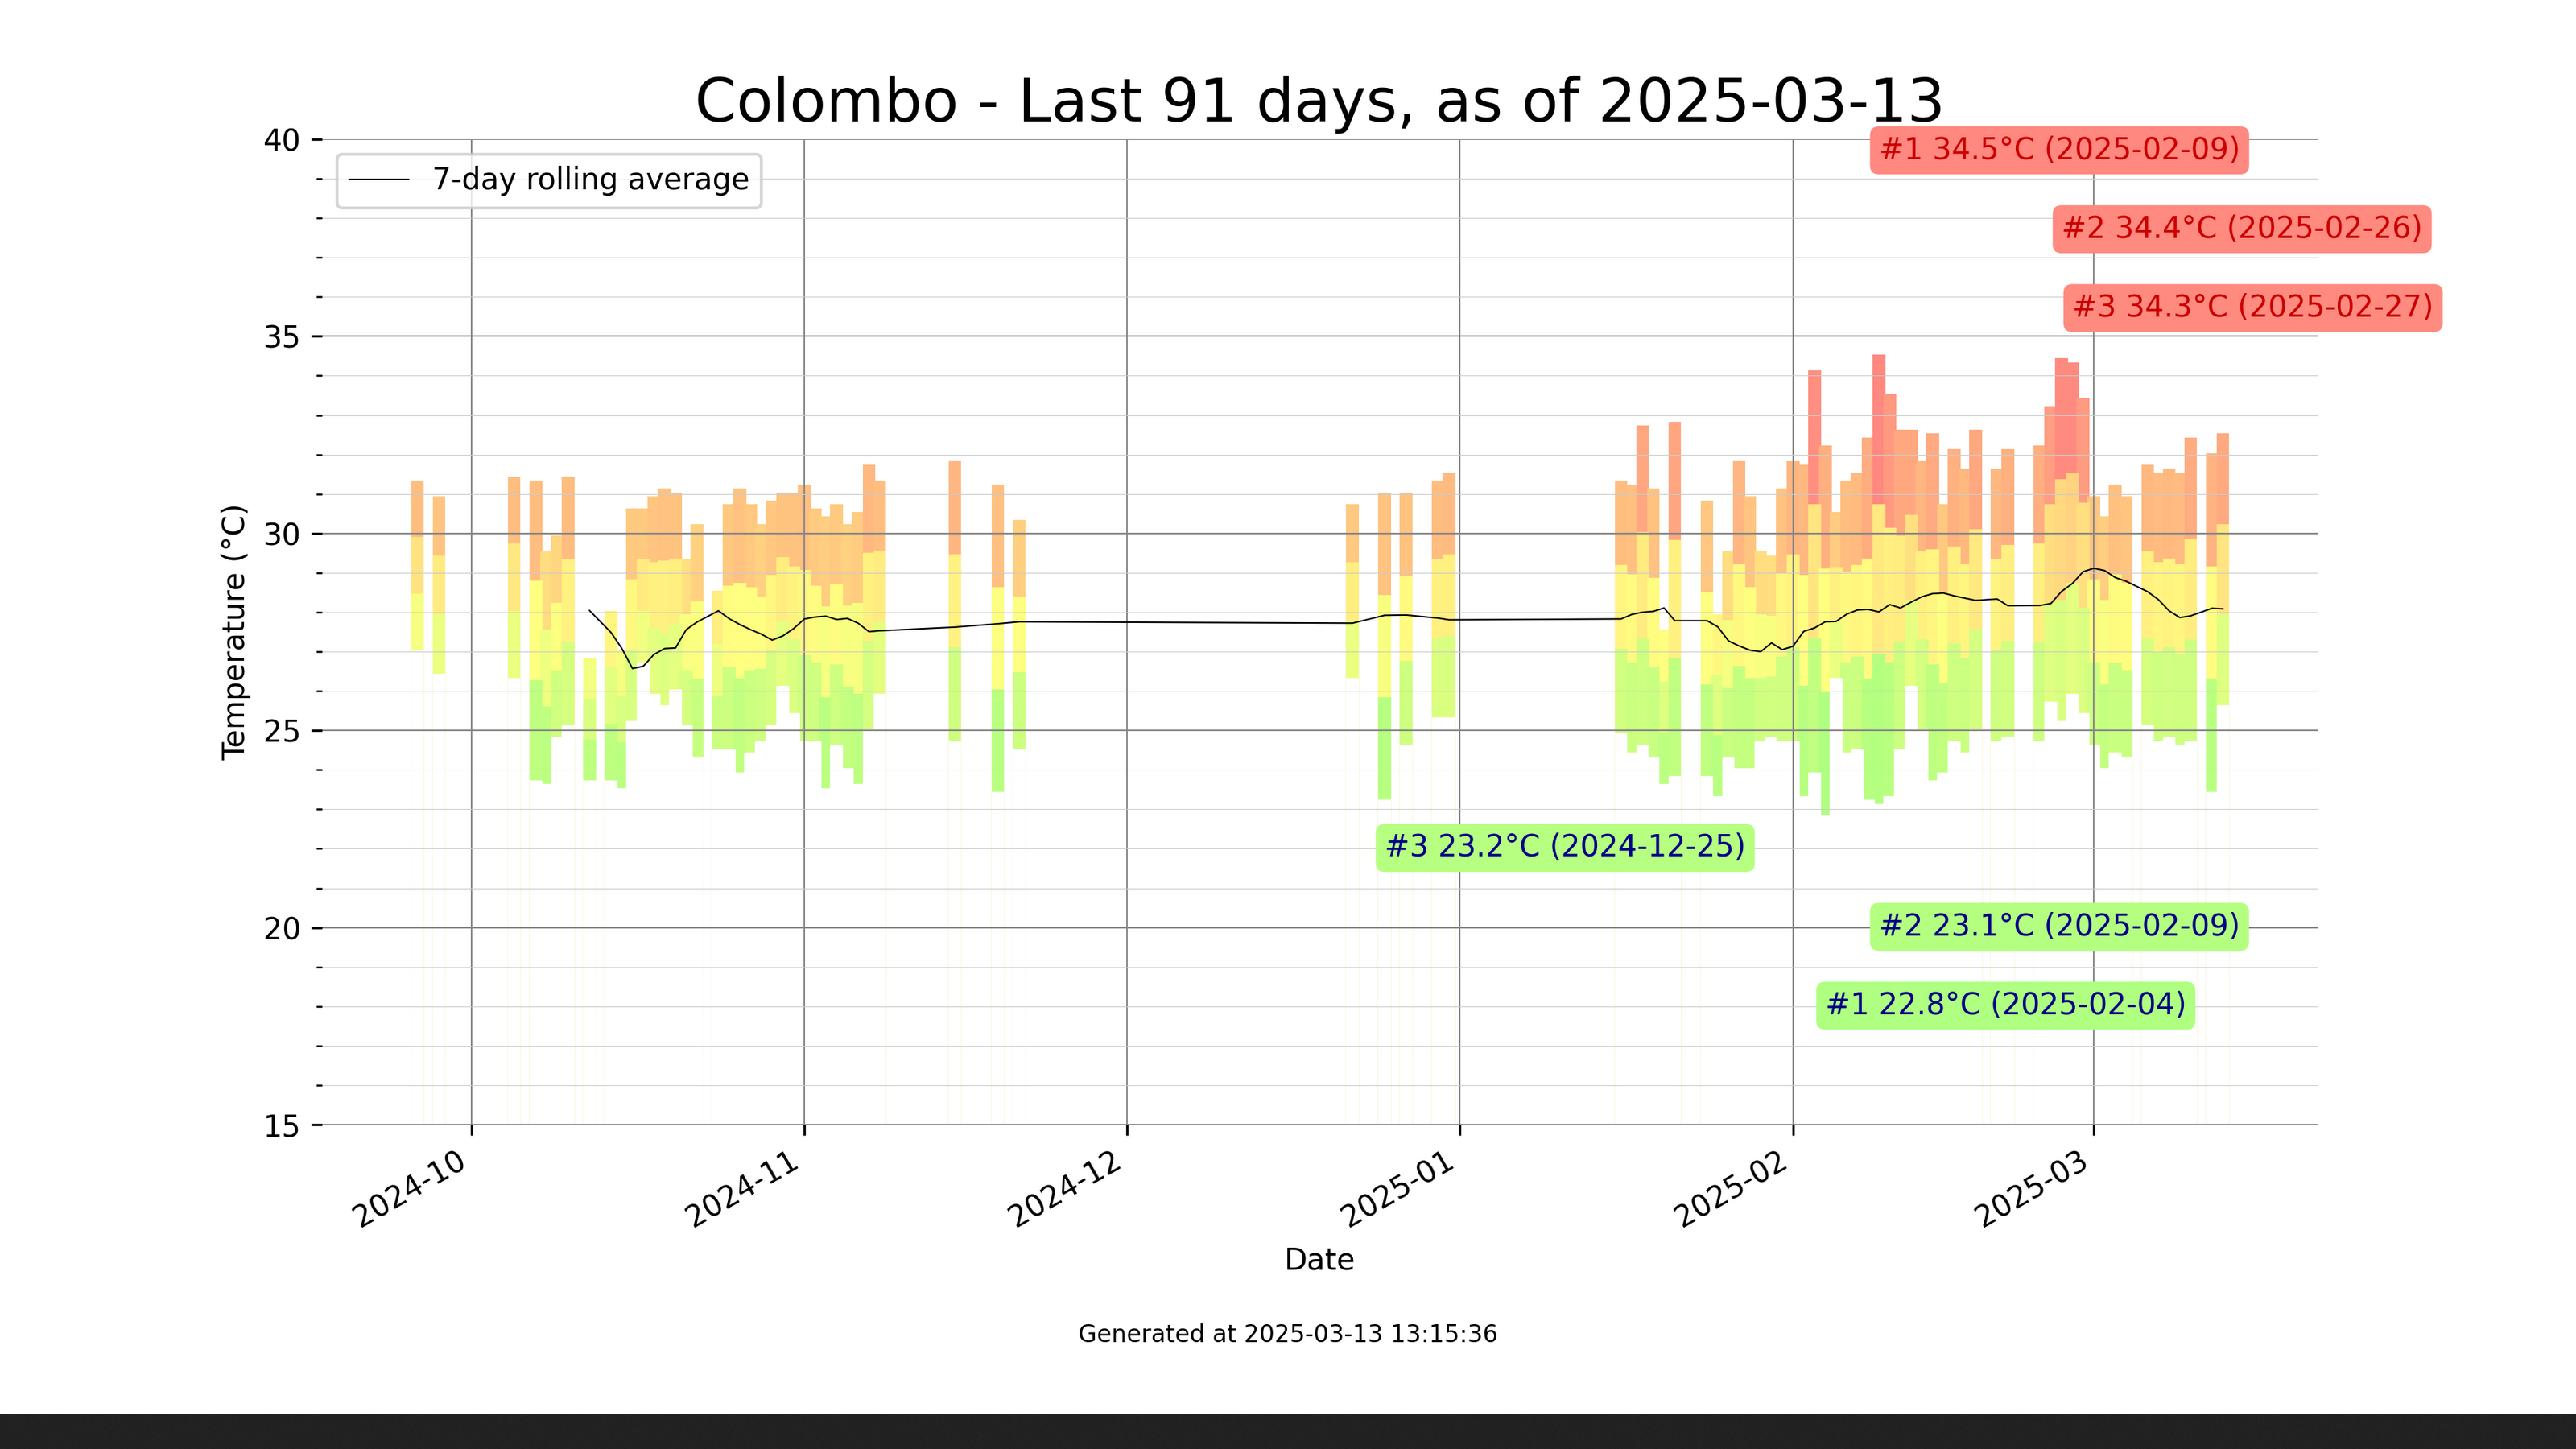 Colombo - Last 91 days, as of 2025-03-13
7-day rolling average
#1 34.5°C (2025-02-09)
#2 34.4°C (2025-02-26)
#3 34.3°C (2025-02-27)
40
35
30
25
20
15
Temperature (°C)
#3 23.2°C (2024-12-25)
#2 23.1°C (2025-02-09)
#1 22.8°C (2025-02-04)
2024-10
2024-11
2024-12
2025-01
2025-02
2025-03
Date
Generated at 2025-03-13 13:15:36